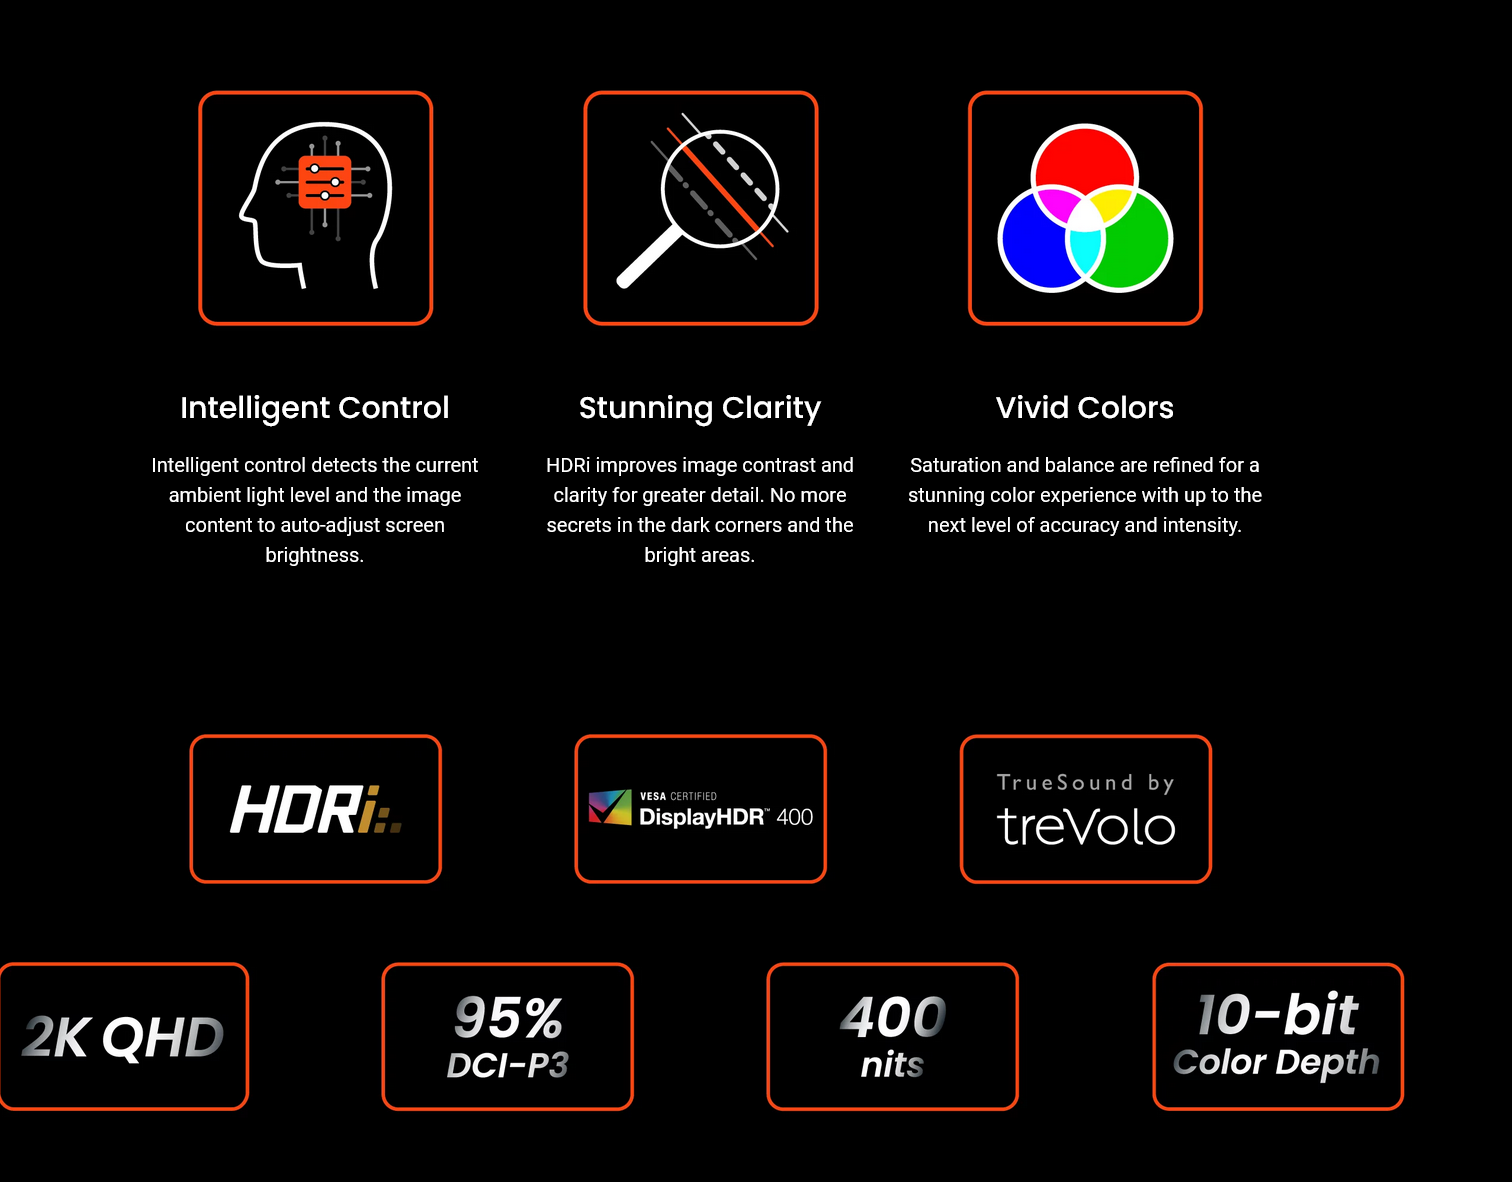 Intelligent Control
Intelligent control detects the current
ambient light level and the image
content to auto-adjust screen
brightness.
Stunning Clarity
HDRi improves image contrast and
clarity for greater detail. No more
secrets in the dark corners and the
bright areas.
Vivid Colors
Saturation and balance are refined for a
stunning color experience with up to the
next level of accuracy and intensity.
HDRi
VESA CERTIFIED
DisplayHDR™ 400
TrueSound by
treVolo
2K QHD
95%
DCI-P3
400
nits
10-bit
Color Depth